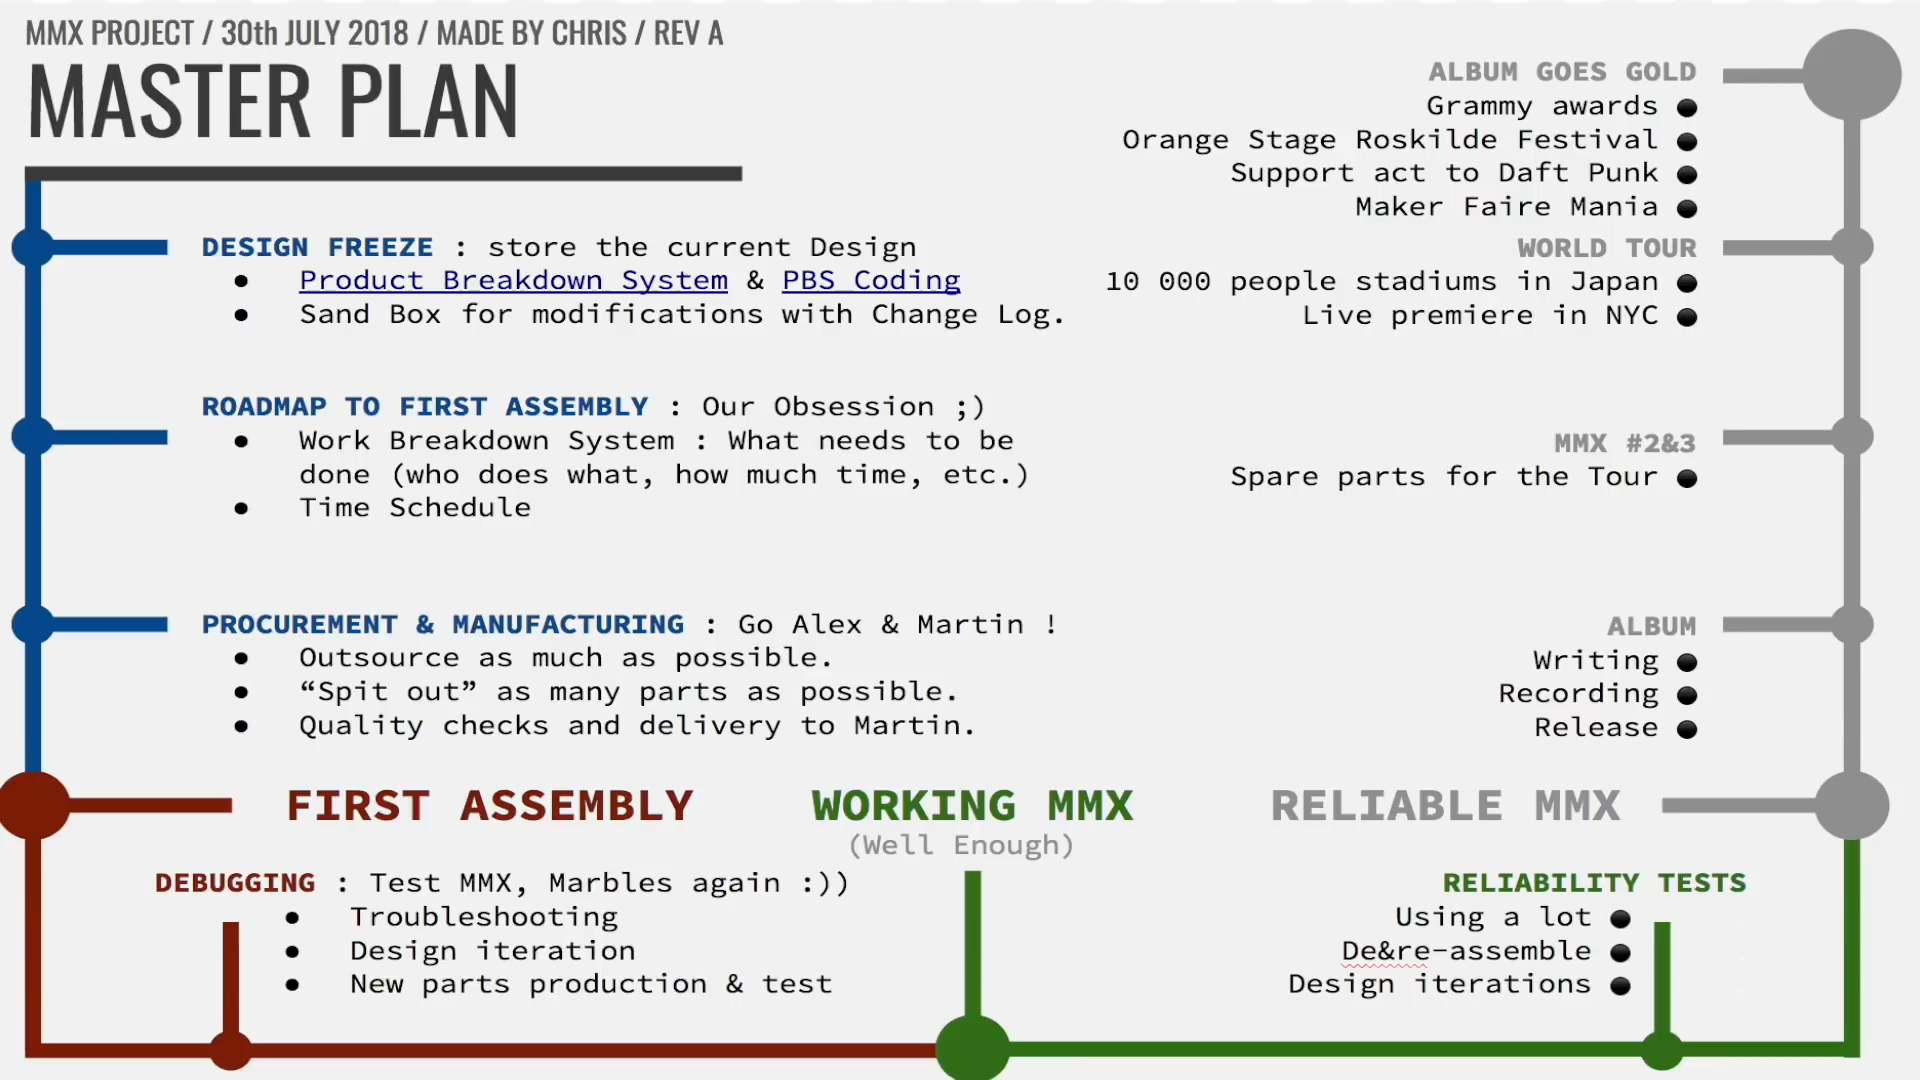 MMX PROJECT / 30th JULY 2018 / MADE BY CHRIS / REV A
MASTER PLAN
DESIGN FREEZE : store the current Design
● Product Breakdown System & PBS Coding
● Sand Box for modifications with Change Log.
ROADMAP TO FIRST ASSEMBLY : Our Obsession ;)
● Work Breakdown System : What needs to be
done (who does what, how much time, etc.)
● Time Schedule
PROCUREMENT & MANUFACTURING : Go Alex & Martin !
● Outsource as much as possible.
● “Spit out” as many parts as possible.
● Quality checks and delivery to Martin.
FIRST ASSEMBLY
DEBUGGING : Test MMX, Marbles again :))
● Troubleshooting
● Design iteration
● New parts production & test
WORKING MMX
(Well Enough)
RELIABLE MMX
RELIABILITY TESTS
Using a lot ●
De&re-assemble ●
Design iterations ●
ALBUM
Writing ●
Recording ●
Release ●
MMX #2&3
Spare parts for the Tour ●
WORLD TOUR
10 000 people stadiums in Japan ●
Live premiere in NYC ●
ALBUM GOES GOLD
Grammy awards ●
Orange Stage Roskilde Festival ●
Support act to Daft Punk ●
Maker Faire Mania ●